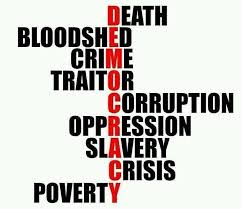 DEATH
BLOODSHED
CRIME
TRAITOR
CORRUPTION
OPPRESSION
SLAVERY
CRISIS
POVERTY